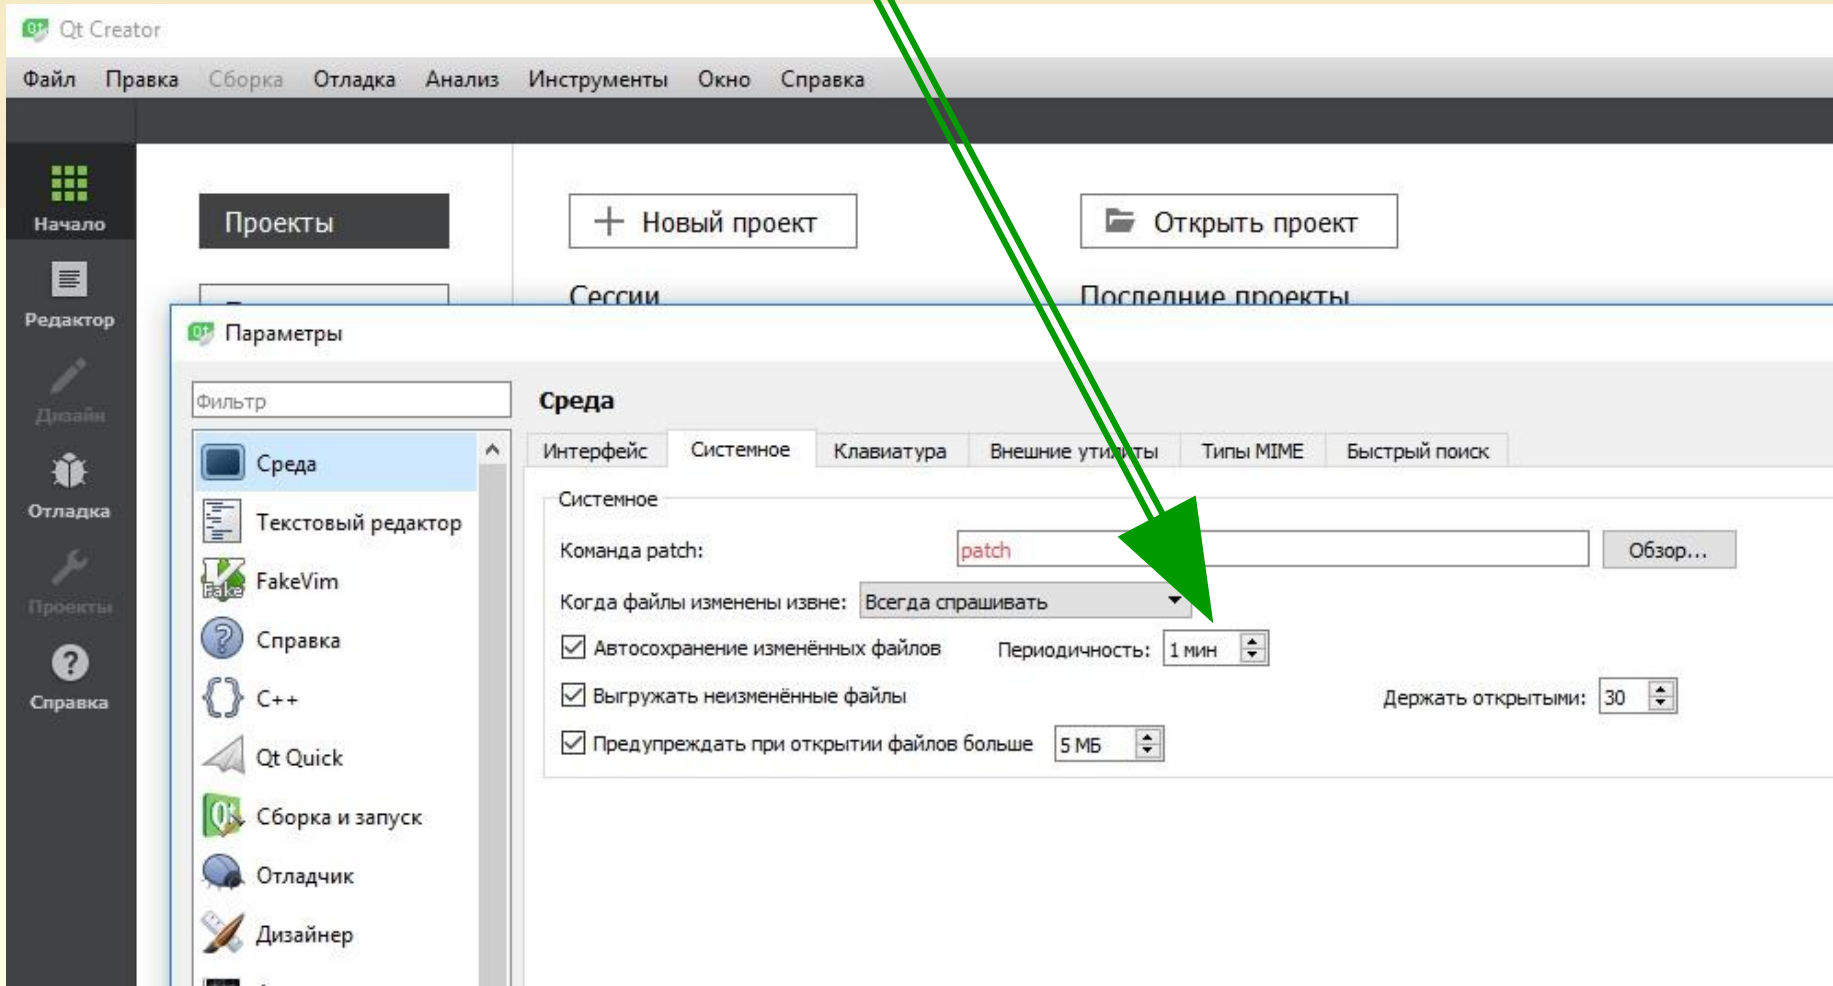 Qt Creator
Файл Правка Сборка Отладка Анализ Инструменты Окно Справка
Начало
Редактор
Дизайн
Отладка
Проекты
Справка
Проекты
Новый проект
Открыть проект
Сессии
Последние проекты
Параметры
Фильтр
Среда
Текстовый редактор
FakeVim
Справка
C++
Qt Quick
Сборка и запуск
Отладчик
Дизайнер
Среда
Интерфейс Системное Клавиатура Внешние утилиты Типы MIME Быстрый поиск
Системное
Команда patch: patch Обзор...
Когда файлы изменены извне: Всегда спрашивать
Автосохранение изменённых файлов Периодичность: 1 мин
Выгружать неизменённые файлы Держать открытыми: 30
Предупреждать при открытии файлов больше 5 МБ